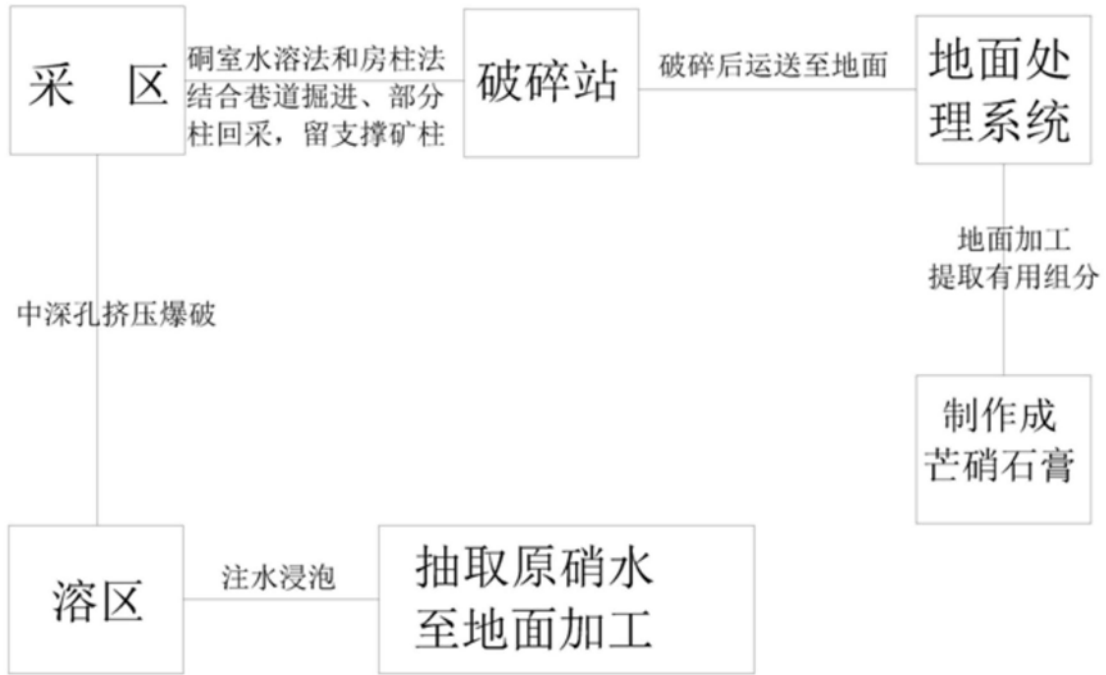 采 区
硐室水溶法和房柱法
结合巷道掘进、部分
柱回采，留支撑矿柱
破碎站
破碎后运送至地面
地面处
理系统
地面加工
提取有用组分
制作成
芒硝石膏
中深孔挤压爆破
溶区
注水浸泡
抽取原硝水
至地面加工